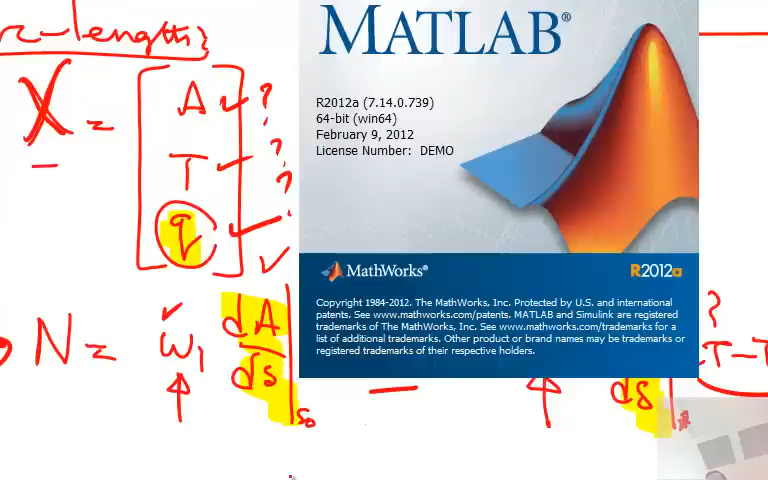 rc-length}
MATLAB®
R2012a (7.14.0.739)
64-bit (win64)
February 9, 2012
License Number: DEMO
X = [A ✓ ?
T ✓ ?
?
q ✓]
✓
MathWorks®
R2012a
Copyright 1984-2012. The MathWorks, Inc. Protected by U.S. and international
patents. See www.mathworks.com/patents. MATLAB and Simulink are registered
trademarks of The MathWorks, Inc. See www.mathworks.com/trademarks for a
list of additional trademarks. Other product or brand names may be trademarks or
registered trademarks of their respective holders.
?
N = ω1 dA/ds |s0 — ds | T-T